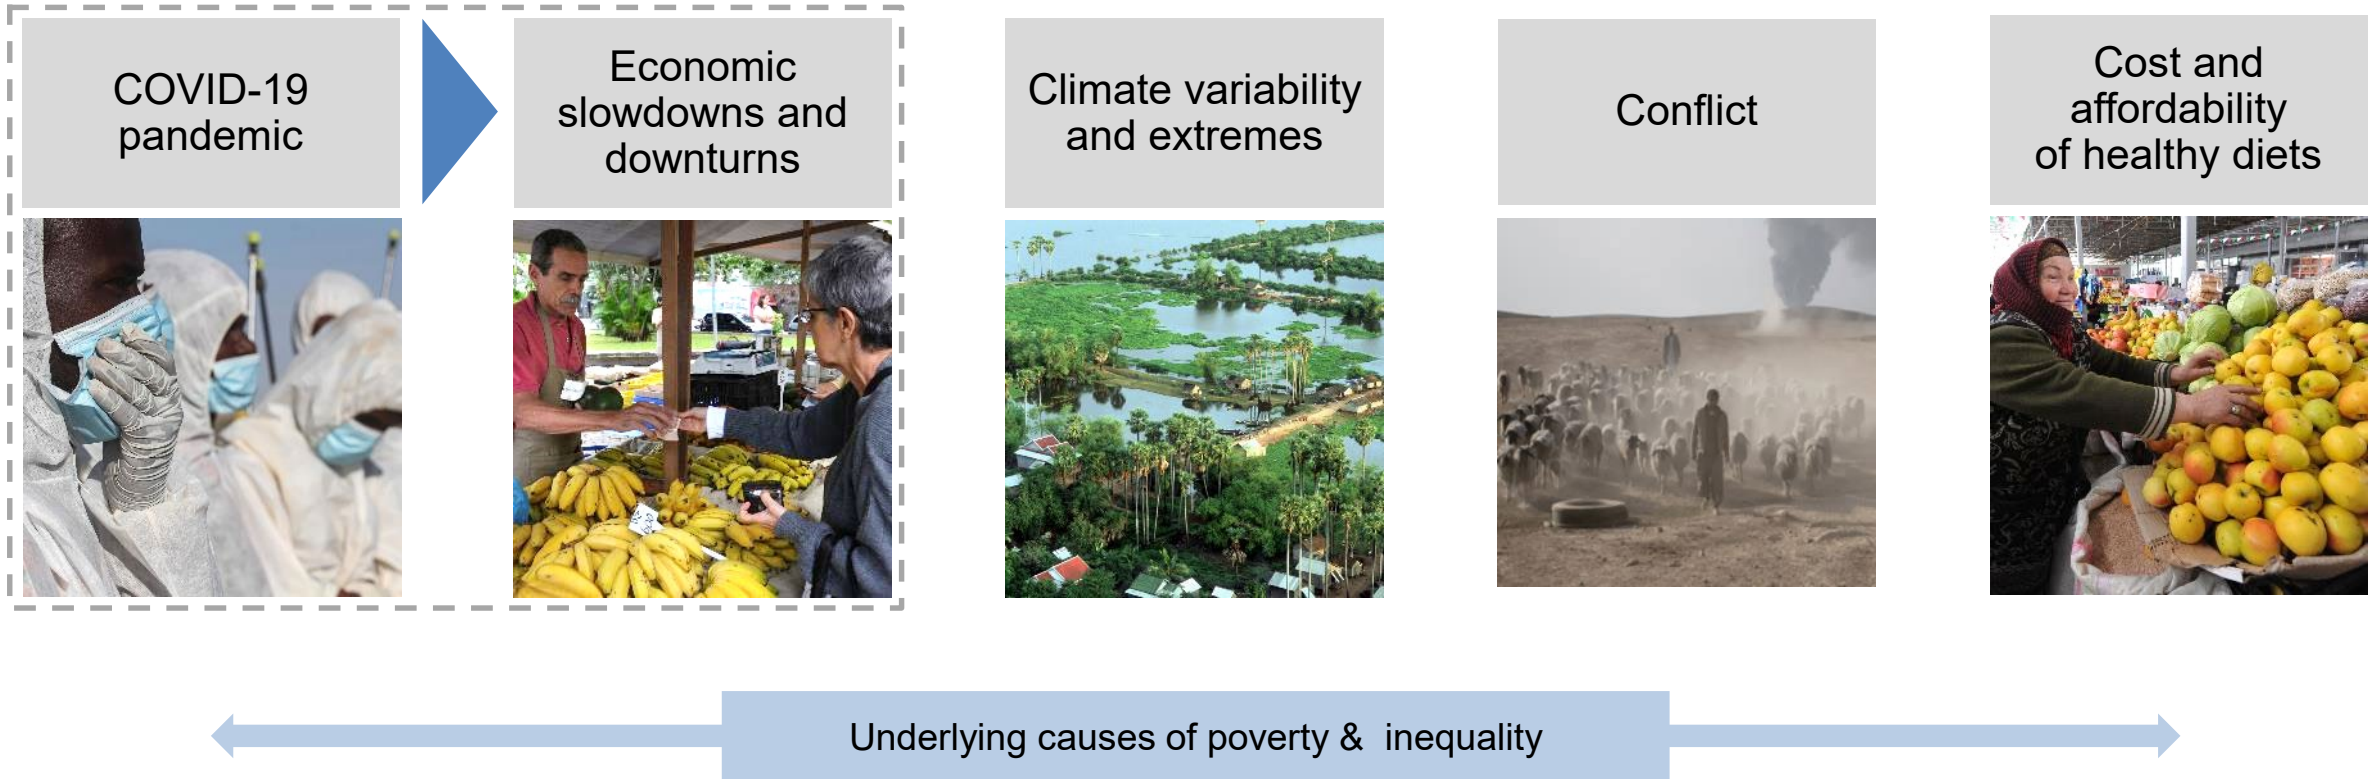 COVID-19
pandemic
Economic
slowdowns and
downturns
Climate variability
and extremes
Conflict
Cost and
affordability
of healthy diets
Underlying causes of poverty & inequality